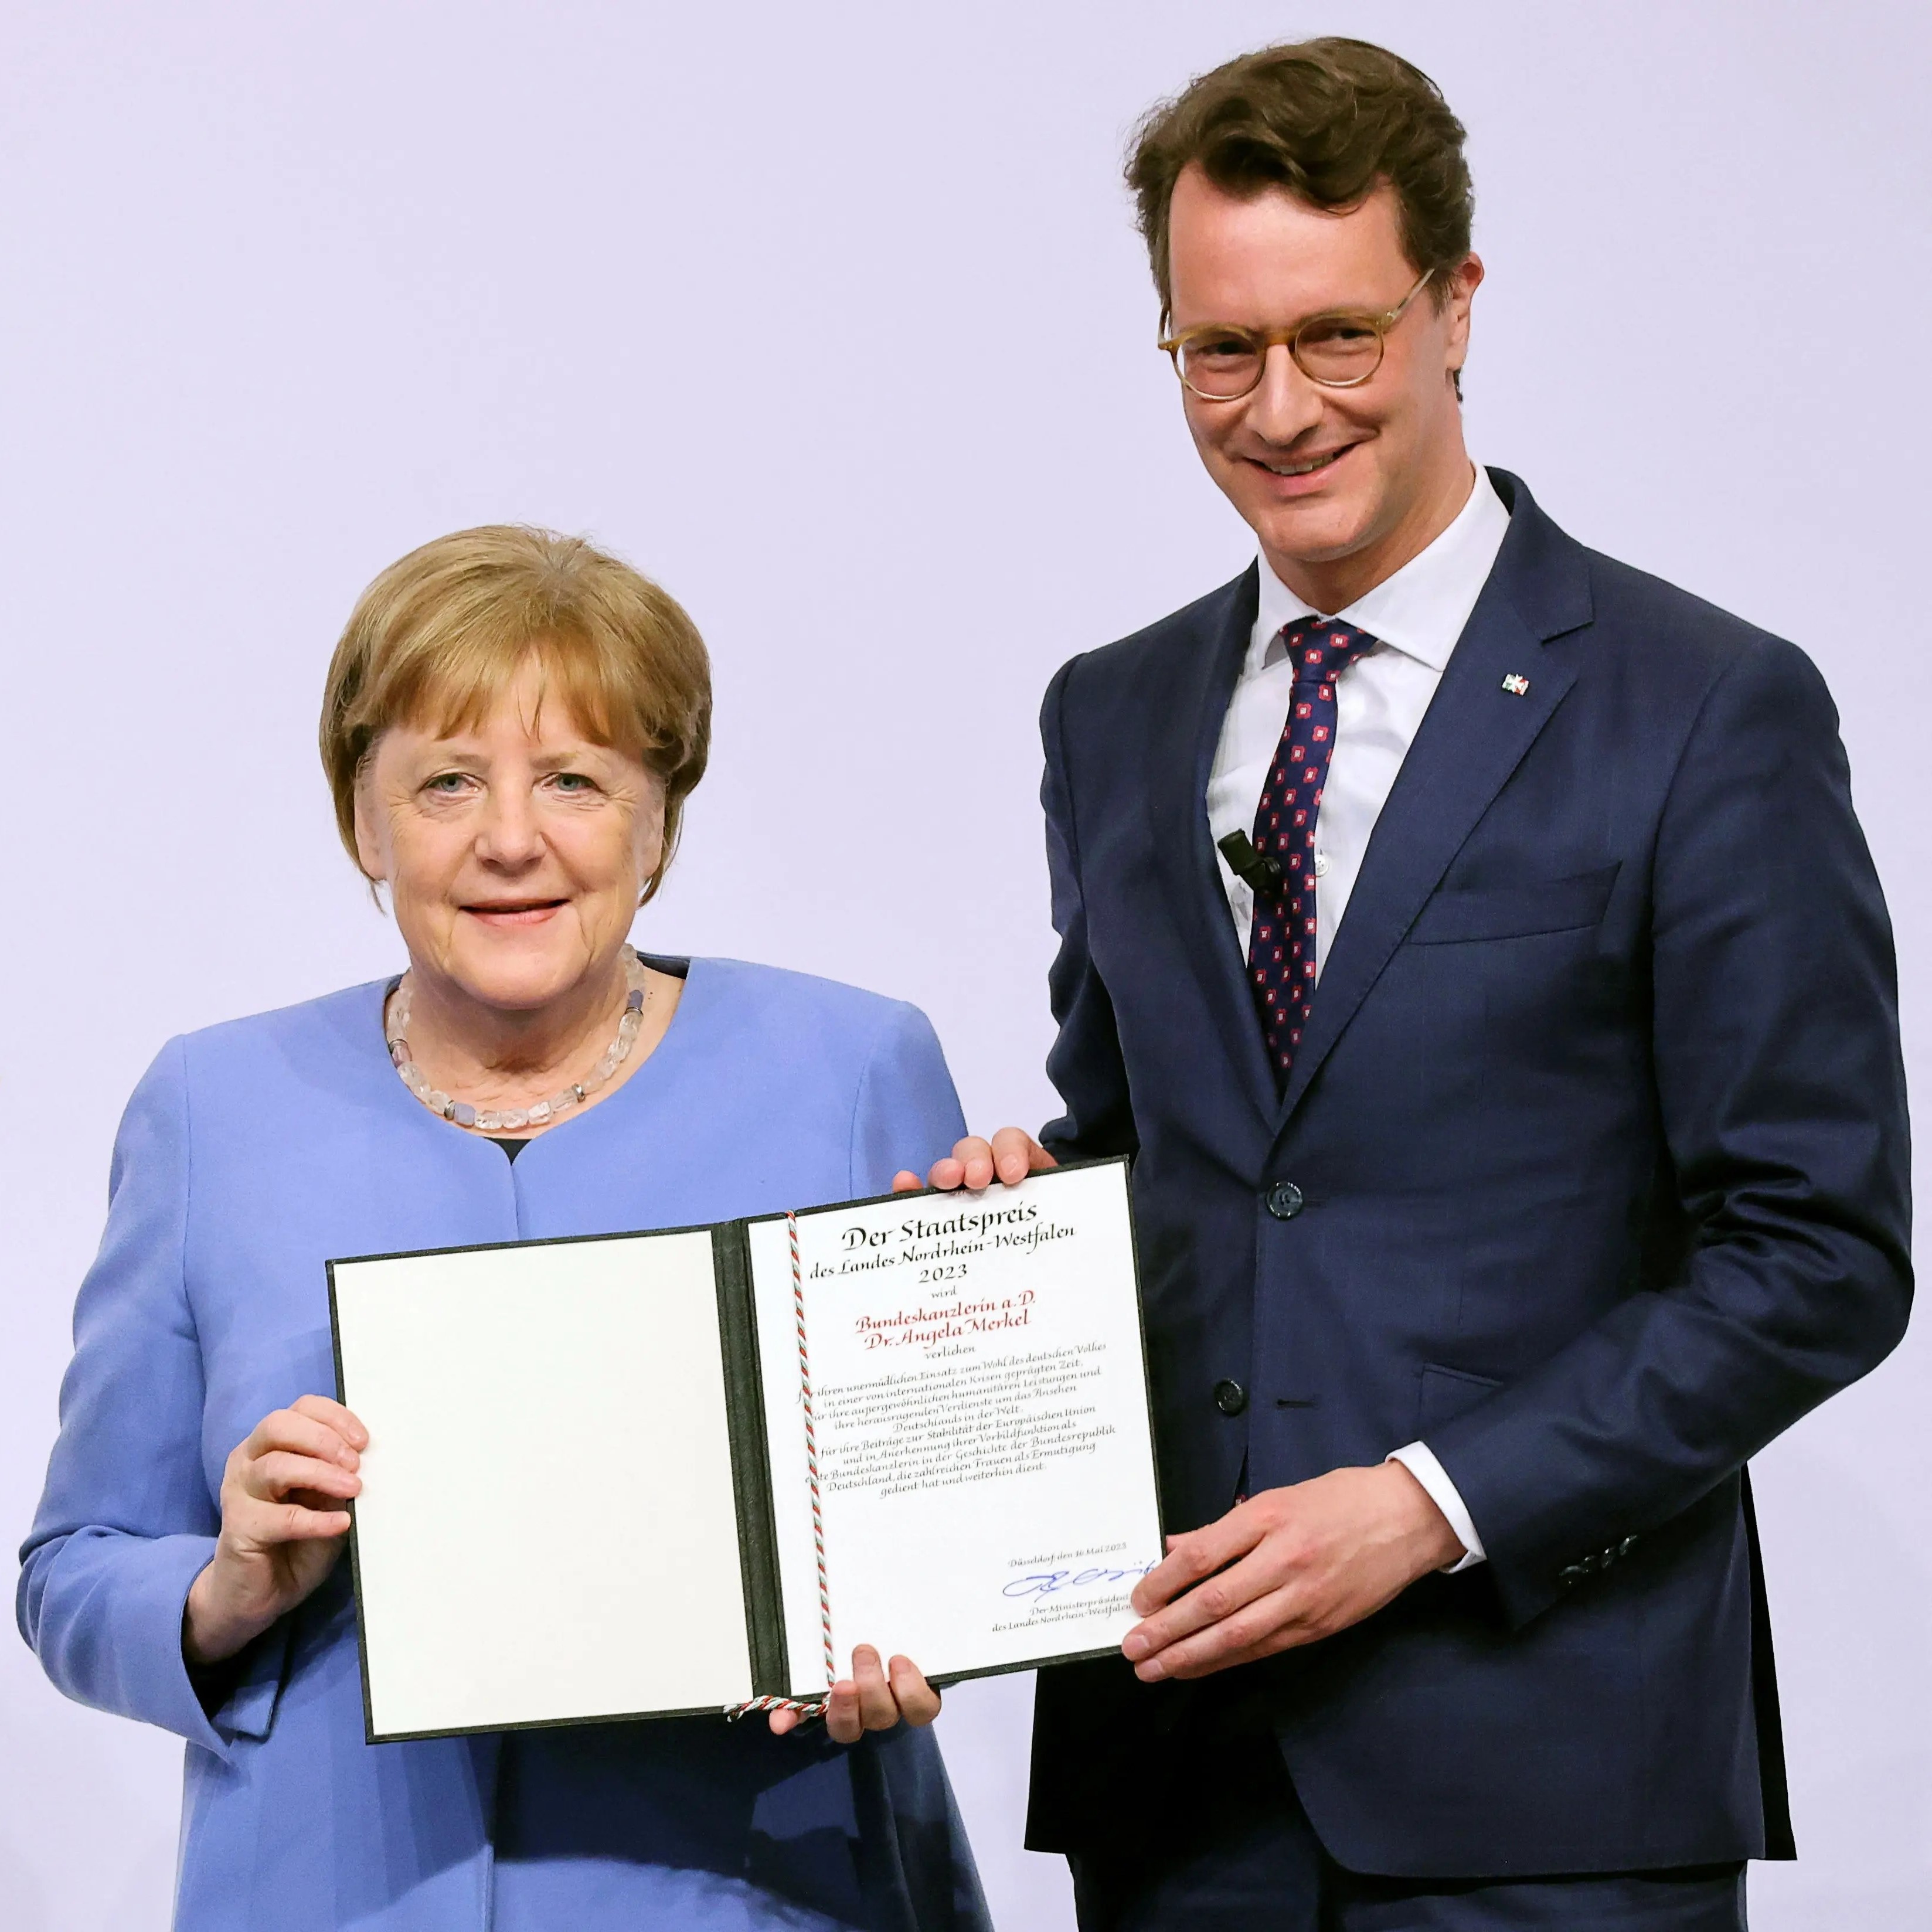 Der Staatspreis
des Landes Nordrhein-Westfalen
2023
wird
Bundeskanzlerin a.D.
Dr. Angela Merkel
verliehen
ihren unermüdlichen Einsatz zum Wohl des deutschen Volkes
in einer von internationalen Krisen geprägten Zeit,
ihre außergewöhnlichen humanitären Leistungen und
ihre herausragenden Verdienste um das Ansehen
Deutschlands in der Welt,
für ihre Beiträge zur Stabilität der Europäischen Union
und in Anerkennung ihrer Vorbildfunktion als
Bundeskanzlerin in der Geschichte der Bundesrepublik
Deutschland, die zahlreichen Frauen als Ermutigung
gedient hat und weiterhin dient.
Düsseldorf, den 16 Mai 2023
Der Ministerpräsident
des Landes Nordrhein-Westfalen